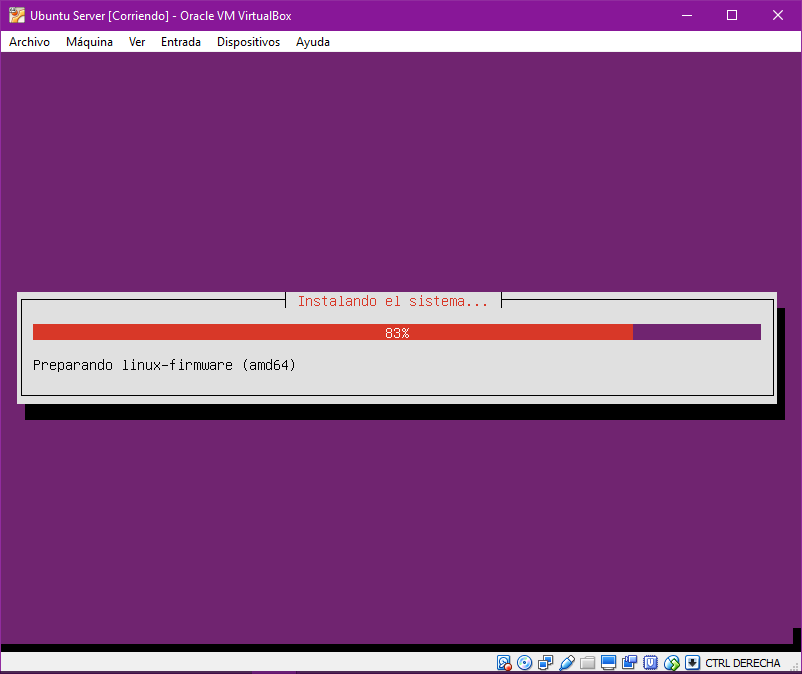 Ubuntu Server [Corriendo] - Oracle VM VirtualBox
Archivo Máquina Ver Entrada Dispositivos Ayuda
Instalando el sistema...
83%
Preparando linux-firmware (amd64)
CTRL DERECHA